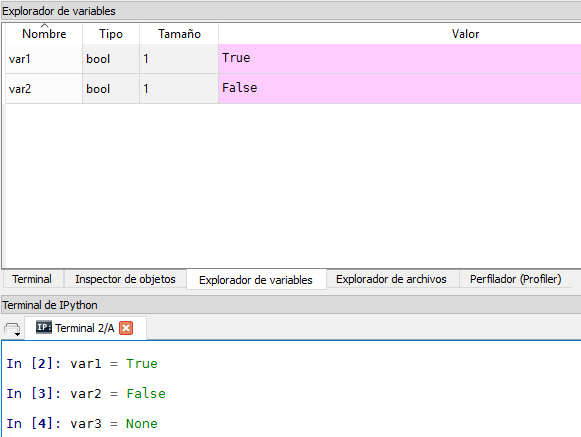 Explorador de variables
Nombre Tipo Tamaño Valor
var1 bool 1 True
var2 bool 1 False
Terminal Inspector de objetos Explorador de variables Explorador de archivos Perfilador (Profiler)
Terminal de IPython
IP: Terminal 2/A
In [2]: var1 = True
In [3]: var2 = False
In [4]: var3 = None